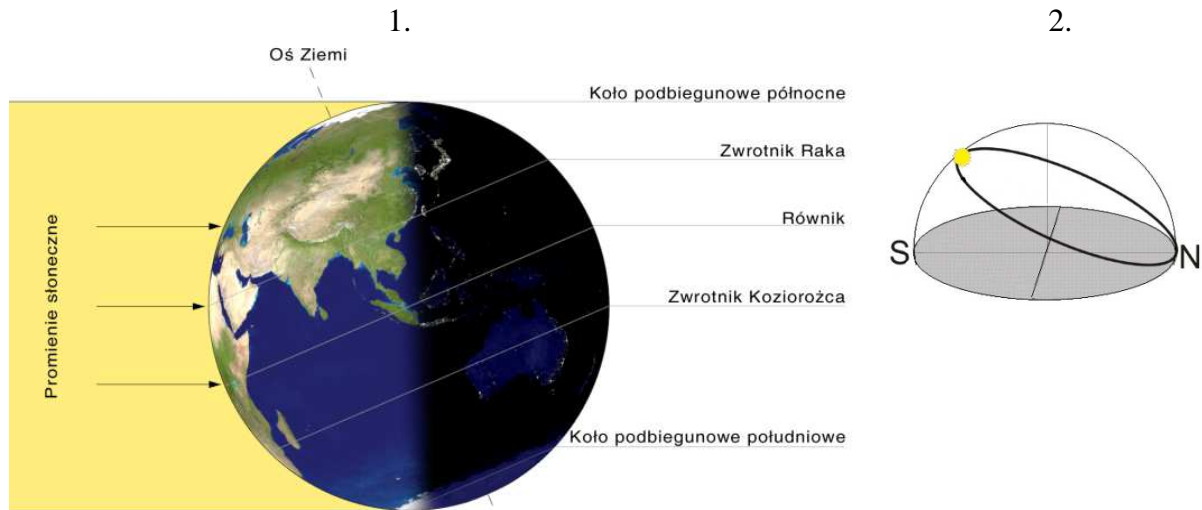 1.
2.
Oś Ziemi
Koło podbiegunowe północne
Zwrotnik Raka
Równik
Zwrotnik Koziorożca
Koło podbiegunowe południowe
Promienie słoneczne
S
N